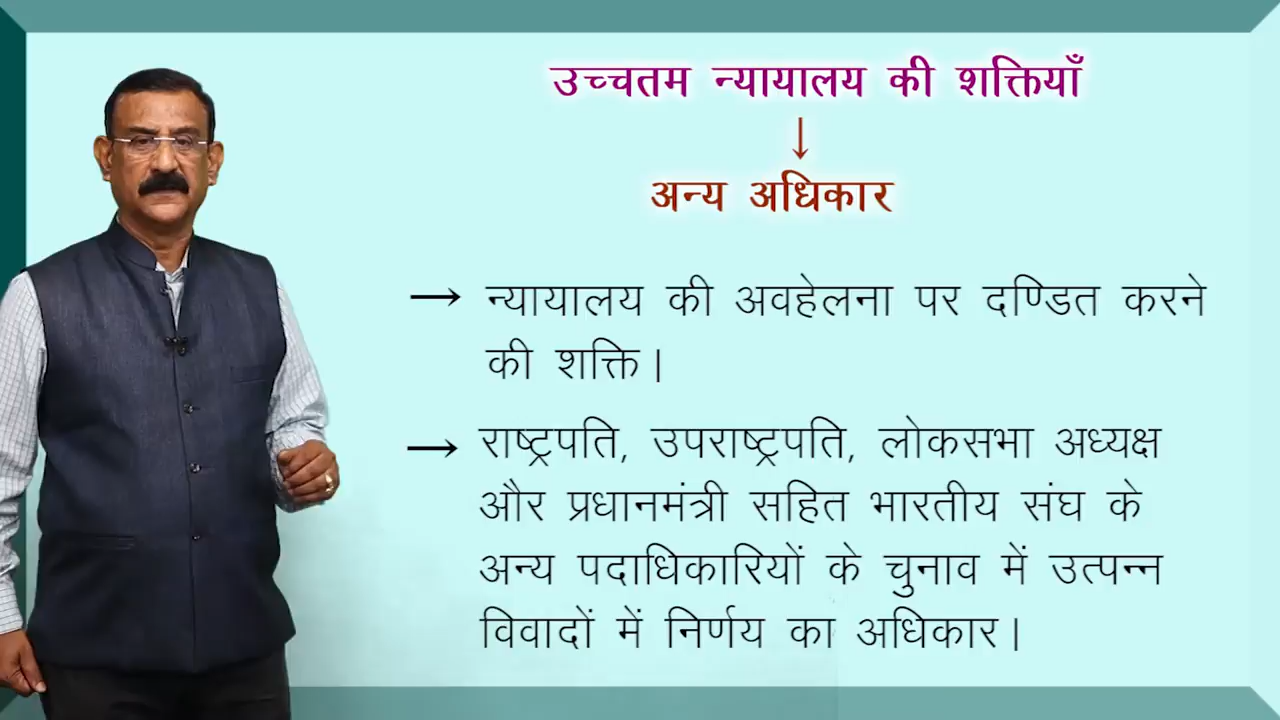 उच्चतम न्यायालय की शक्तियाँ
↓
अन्य अधिकार
→ न्यायालय की अवहेलना पर दण्डित करने
की शक्ति।
→ राष्ट्रपति, उपराष्ट्रपति, लोकसभा अध्यक्ष
और प्रधानमंत्री सहित भारतीय संघ के
अन्य पदाधिकारियों के चुनाव में उत्पन्न
विवादों में निर्णय का अधिकार।